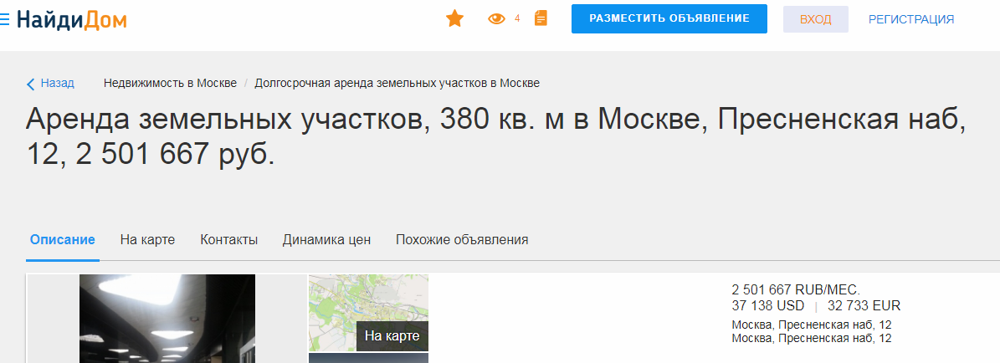 НайдиДом
4
РАЗМЕСТИТЬ ОБЪЯВЛЕНИЕ
ВХОД
РЕГИСТРАЦИЯ
Назад
Недвижимость в Москве / Долгосрочная аренда земельных участков в Москве
Аренда земельных участков, 380 кв. м в Москве, Пресненская наб,
12, 2 501 667 руб.
Описание
На карте
Контакты
Динамика цен
Похожие объявления
На карте
2 501 667 RUB/МЕС.
37 138 USD | 32 733 EUR
Москва, Пресненская наб, 12
Москва, Пресненская наб, 12